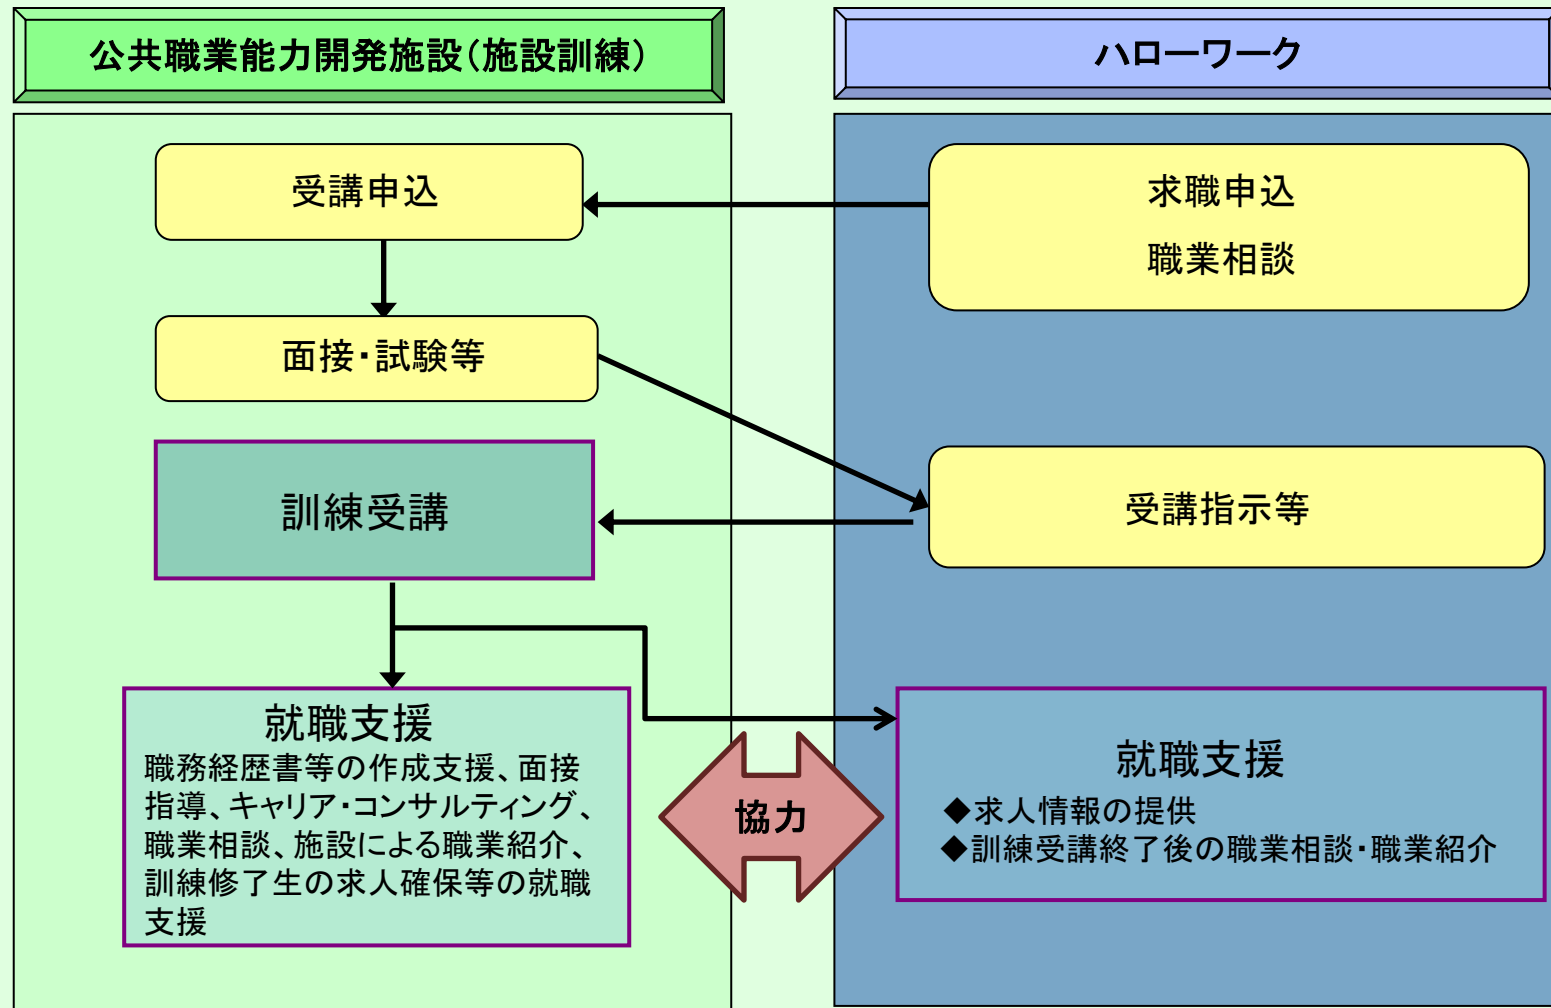 公共職業能力開発施設(施設訓練)
ハローワーク
受講申込
求職申込
職業相談
面接・試験等
訓練受講
受講指示等
就職支援
職務経歴書等の作成支援、面接
指導、キャリア・コンサルティング、
職業相談、施設による職業紹介、
訓練修了生の求人確保等の就職
支援
協力
就職支援
◆求人情報の提供
◆訓練受講終了後の職業相談・職業紹介